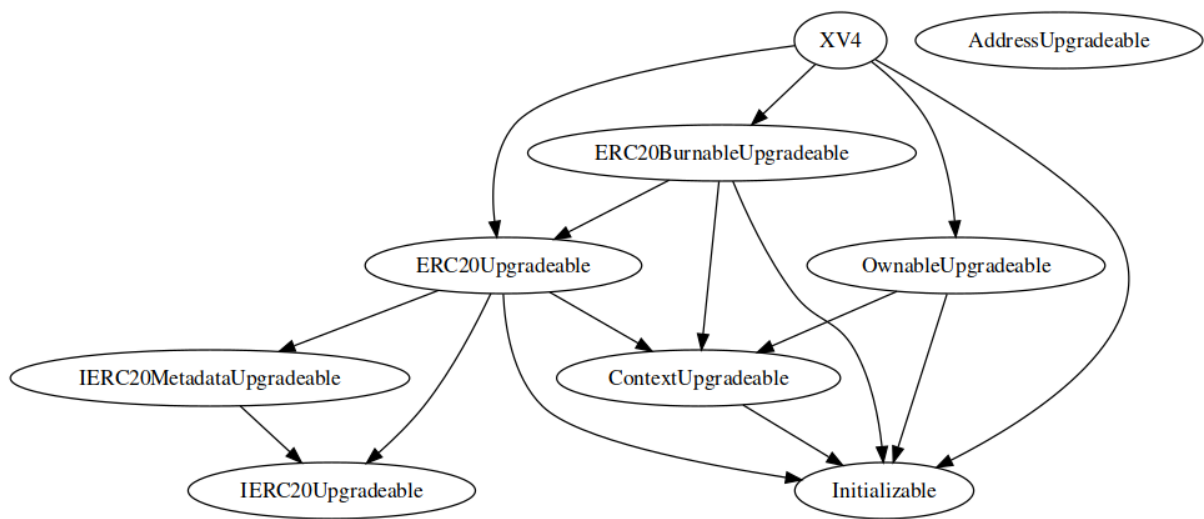 XV4
AddressUpgradeable
ERC20BurnableUpgradeable
ERC20Upgradeable
OwnableUpgradeable
IERC20MetadataUpgradeable
ContextUpgradeable
IERC20Upgradeable
Initializable